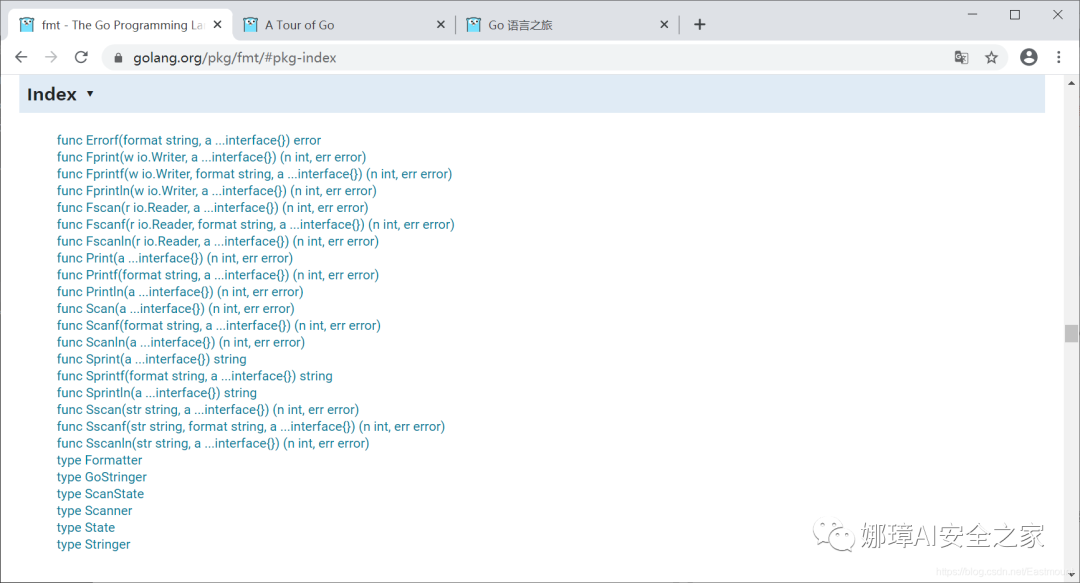 fmt - The Go Programming La
A Tour of Go
Go 语言之旅
golang.org/pkg/fmt/#pkg-index
Index ▼
func Errorf(format string, a ...interface{}) error
func Fprint(w io.Writer, a ...interface{}) (n int, err error)
func Fprintf(w io.Writer, format string, a ...interface{}) (n int, err error)
func Fprintln(w io.Writer, a ...interface{}) (n int, err error)
func Fscan(r io.Reader, a ...interface{}) (n int, err error)
func Fscanf(r io.Reader, format string, a ...interface{}) (n int, err error)
func Fscanln(r io.Reader, a ...interface{}) (n int, err error)
func Print(a ...interface{}) (n int, err error)
func Printf(format string, a ...interface{}) (n int, err error)
func Println(a ...interface{}) (n int, err error)
func Scan(a ...interface{}) (n int, err error)
func Scanf(format string, a ...interface{}) (n int, err error)
func Scanln(a ...interface{}) (n int, err error)
func Sprint(a ...interface{}) string
func Sprintf(format string, a ...interface{}) string
func Sprintln(a ...interface{}) string
func Sscan(str string, a ...interface{}) (n int, err error)
func Sscanf(str string, format string, a ...interface{}) (n int, err error)
func Sscanln(str string, a ...interface{}) (n int, err error)
type Formatter
type GoStringer
type ScanState
type Scanner
type State
type Stringer
娜璋AI安全之家
https://blog.csdn.net/Eastmount